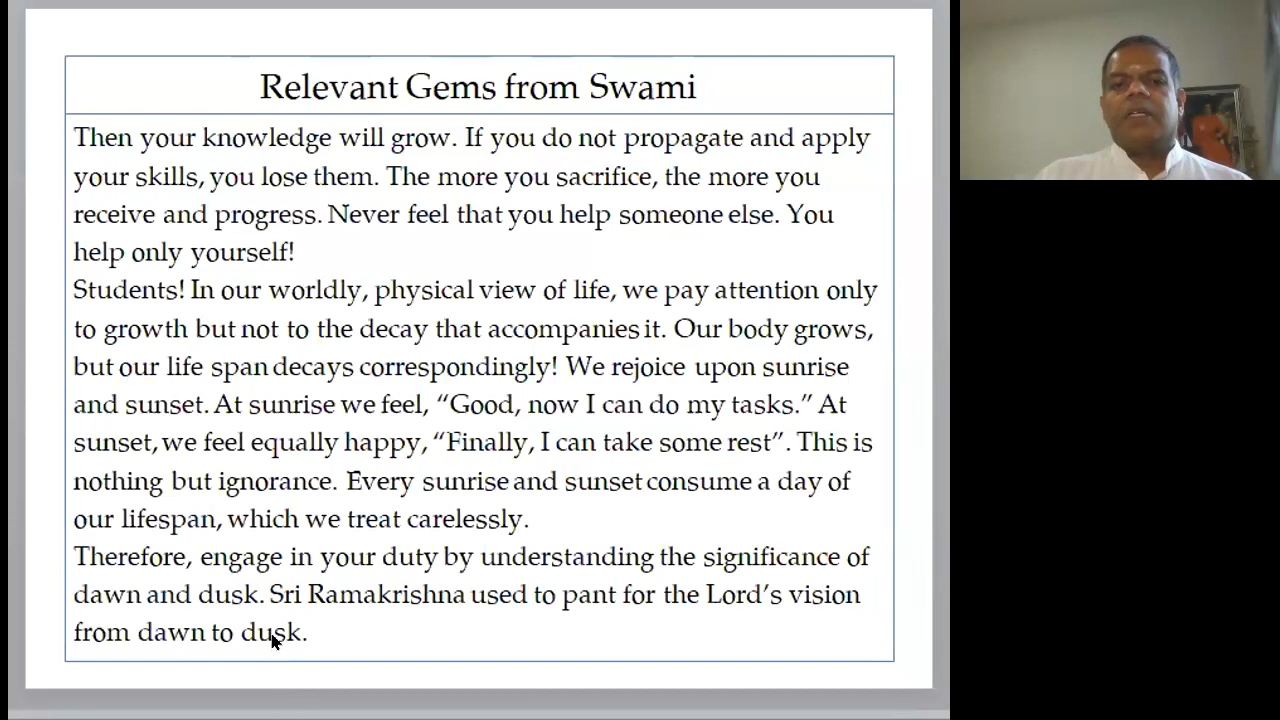 Relevant Gems from Swami
Then your knowledge will grow. If you do not propagate and apply
your skills, you lose them. The more you sacrifice, the more you
receive and progress. Never feel that you help someone else. You
help only yourself!
Students! In our worldly, physical view of life, we pay attention only
to growth but not to the decay that accompanies it. Our body grows,
but our life span decays correspondingly! We rejoice upon sunrise
and sunset. At sunrise we feel, “Good, now I can do my tasks.” At
sunset, we feel equally happy, “Finally, I can take some rest”. This is
nothing but ignorance. Every sunrise and sunset consume a day of
our lifespan, which we treat carelessly.
Therefore, engage in your duty by understanding the significance of
dawn and dusk. Sri Ramakrishna used to pant for the Lord’s vision
from dawn to dusk.